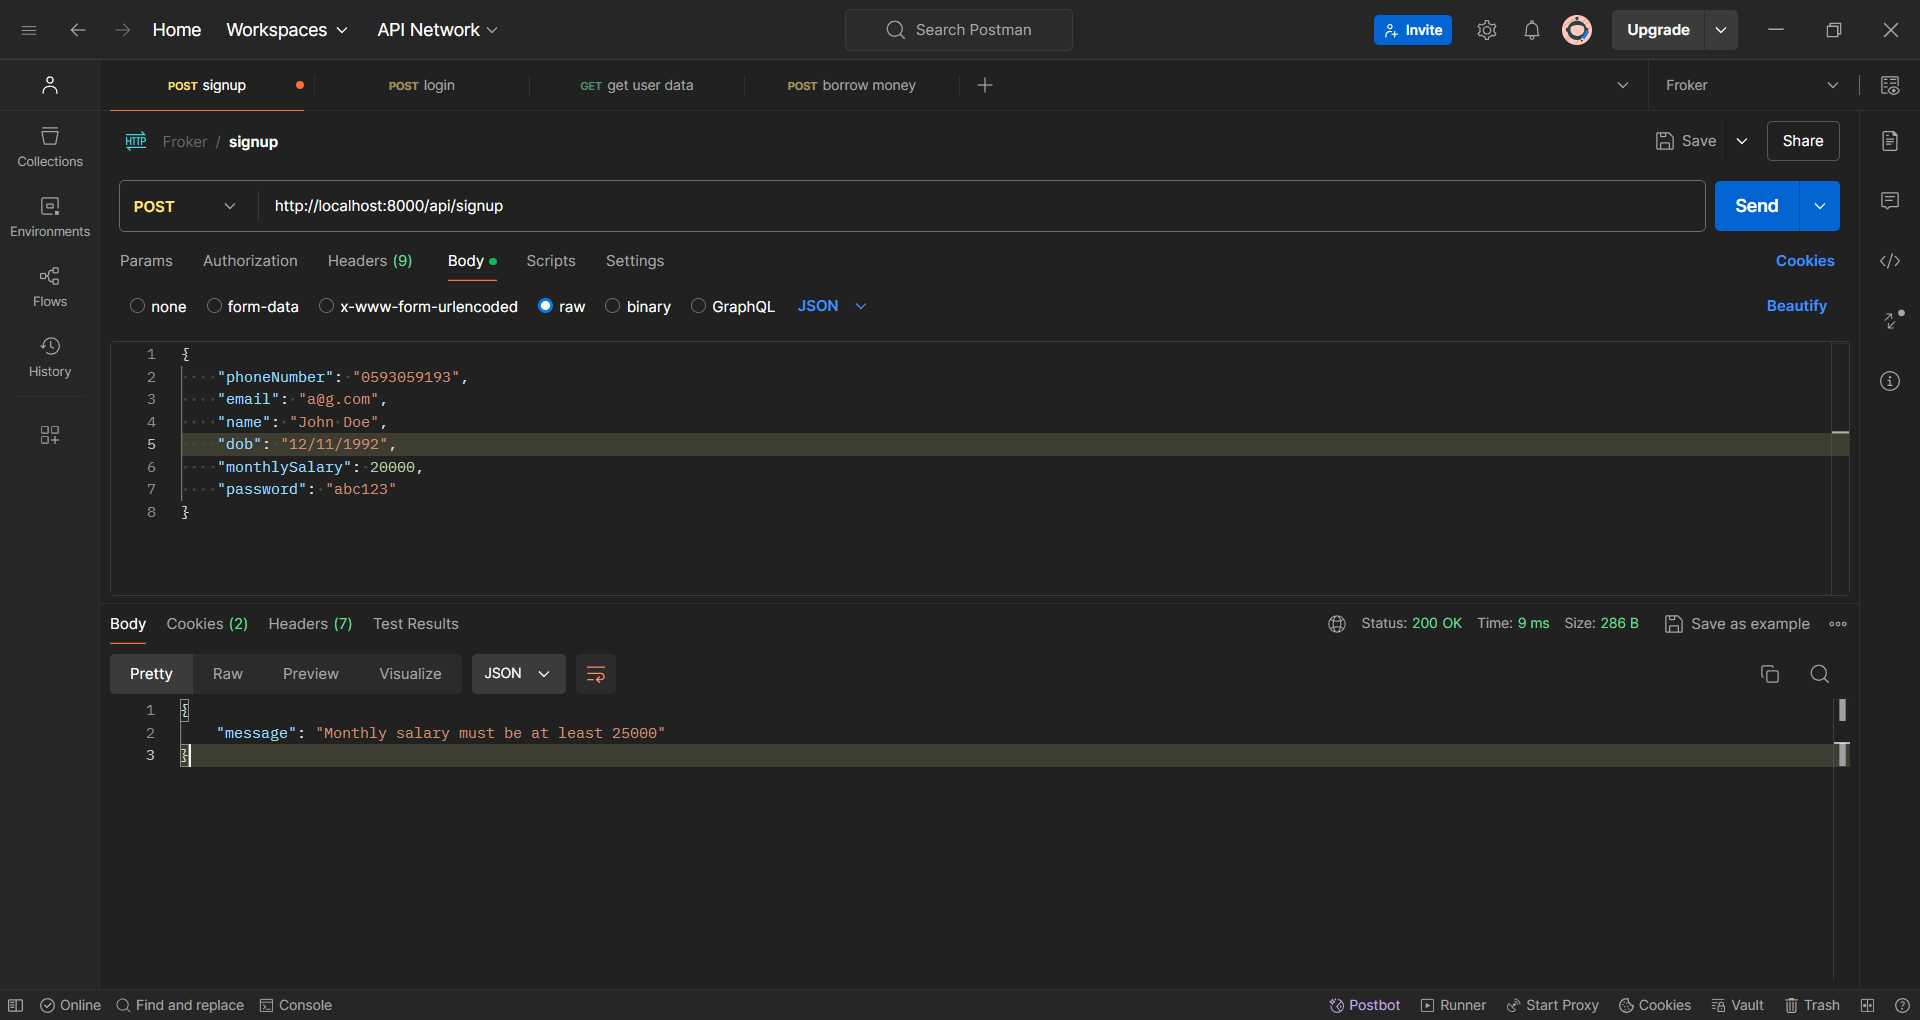 Home Workspaces API Network Search Postman Invite Upgrade
POST signup POST login GET get user data POST borrow money Froker
HTTP Froker / signup Save Share
POST http://localhost:8000/api/signup Send
Params Authorization Headers (9) Body Scripts Settings Cookies
none form-data x-www-form-urlencoded raw binary GraphQL JSON Beautify
Collections
Environments
Flows
History
1 {
2 "phoneNumber": "0593059193",
3 "email": "a@g.com",
4 "name": "John Doe",
5 "dob": "12/11/1992",
6 "monthlySalary": 20000,
7 "password": "abc123"
8 }
Body Cookies (2) Headers (7) Test Results Status: 200 OK Time: 9 ms Size: 286 B Save as example
Pretty Raw Preview Visualize JSON
1 {
2 "message": "Monthly salary must be at least 25000"
3 }
Online Find and replace Console Postbot Runner Start Proxy Cookies Vault Trash